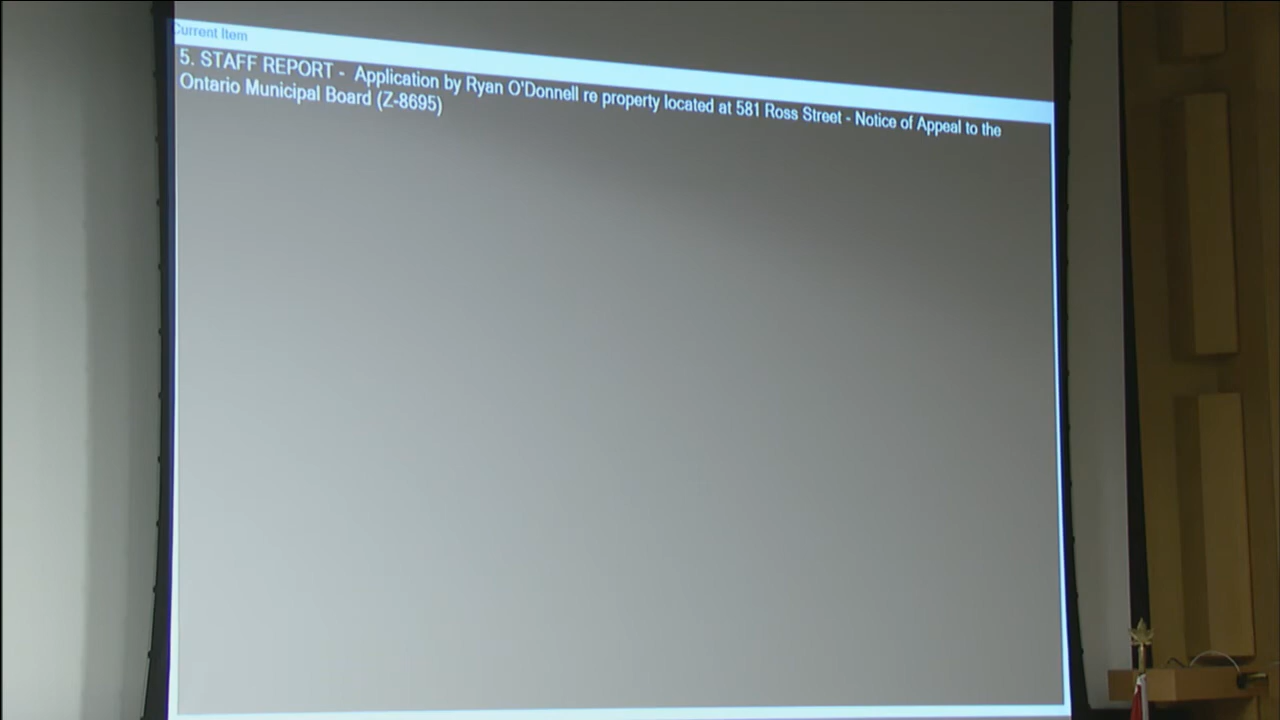 Current Item
5. STAFF REPORT - Application by Ryan O'Donnell re property located at 581 Ross Street - Notice of Appeal to the
Ontario Municipal Board (Z-8695)